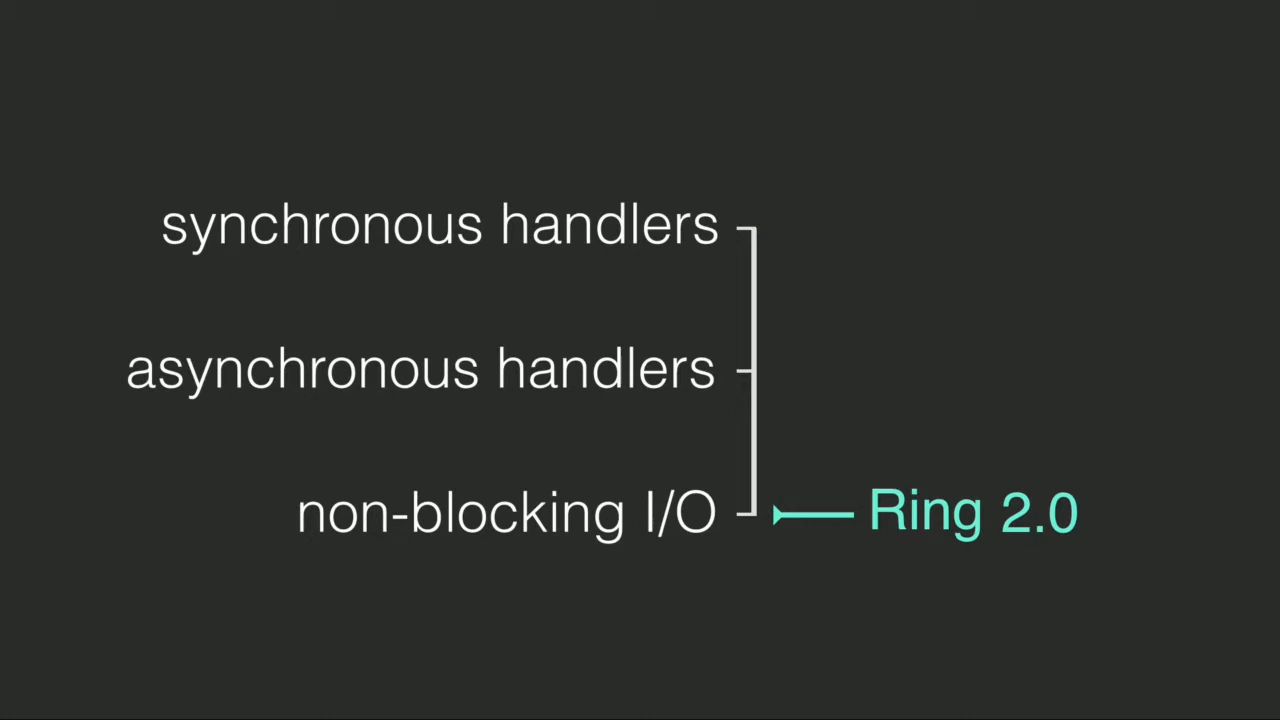 synchronous handlers
asynchronous handlers
non-blocking I/O
Ring 2.0